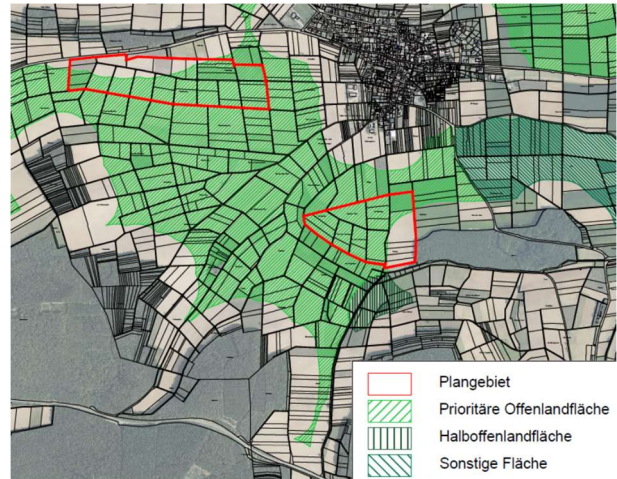 Plangebiet
Prioritäre Offenlandfläche
Halboffenlandfläche
Sonstige Fläche